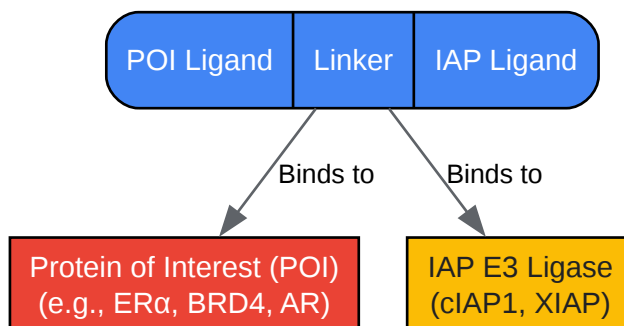 POI Ligand
Linker
IAP Ligand
Binds to
Binds to
Protein of Interest (POI)
(e.g., ERα, BRD4, AR)
IAP E3 Ligase
(cIAP1, XIAP)